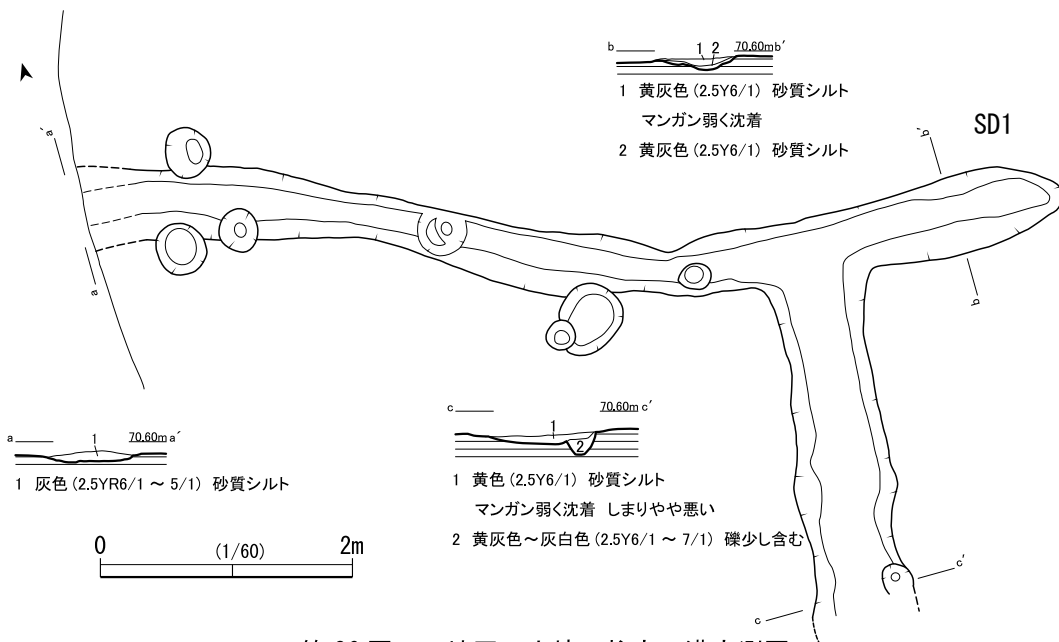 b 1 2 70.60m b′
1 黄灰色(2.5Y6/1) 砂質シルト
マンガン弱く沈着
2 黄灰色(2.5Y6/1) 砂質シルト
SD1
a′
b′
a
b
a 1 70.60m a′
1 灰色(2.5YR6/1 ~ 5/1) 砂質シルト
c 1 70.60m c′
2
1 黄色(2.5Y6/1) 砂質シルト
マンガン弱く沈着 しまりやや悪い
2 黄灰色~灰白色(2.5Y6/1 ~ 7/1) 礫少し含む
0 (1/60) 2m
c′
c